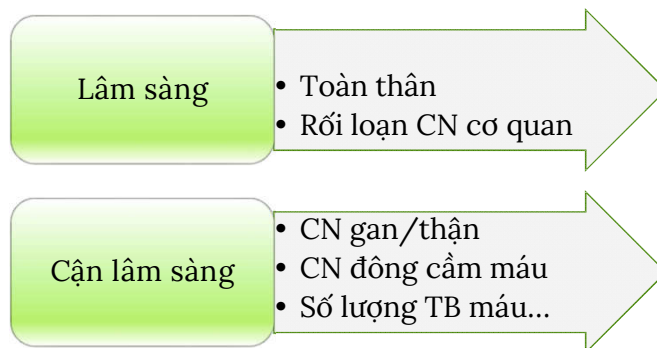 Lâm sàng
• Toàn thân
• Rối loạn CN cơ quan
Cận lâm sàng
• CN gan/thận
• CN đông cầm máu
• Số lượng TB máu...